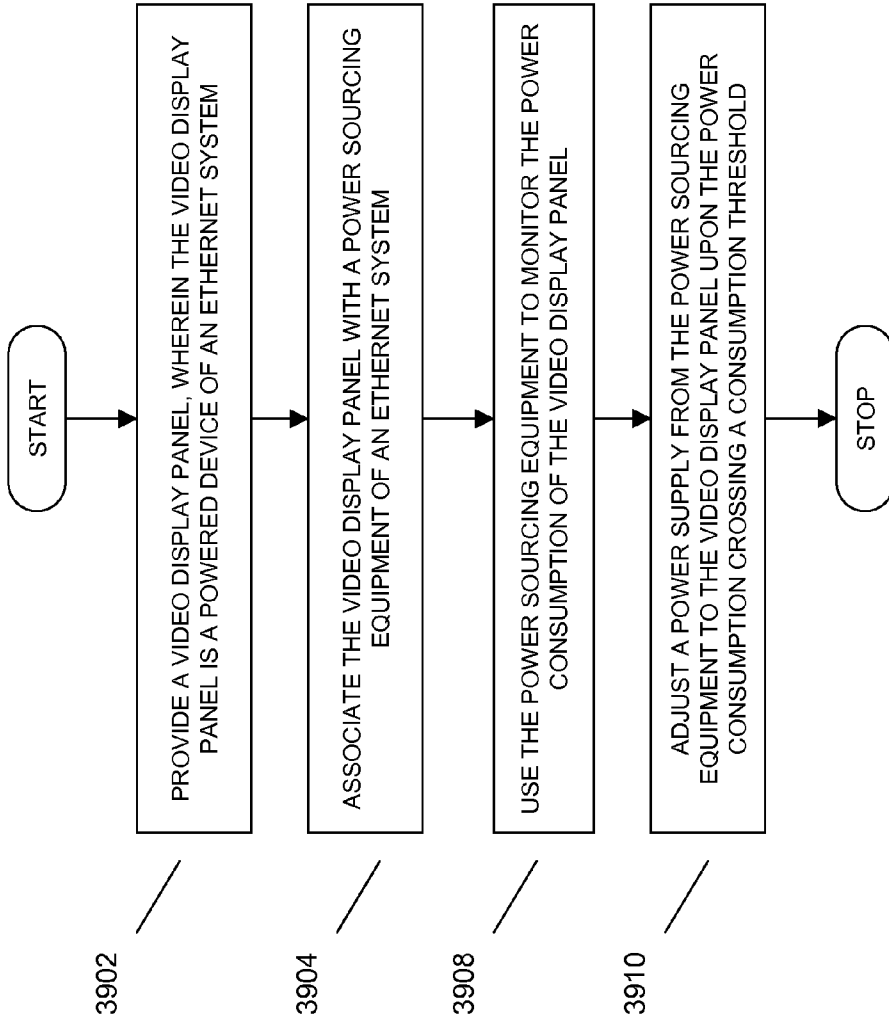 START
3902
PROVIDE A VIDEO DISPLAY PANEL, WHEREIN THE VIDEO DISPLAY
PANEL IS A POWERED DEVICE OF AN ETHERNET SYSTEM
3904
ASSOCIATE THE VIDEO DISPLAY PANEL WITH A POWER SOURCING
EQUIPMENT OF AN ETHERNET SYSTEM
3908
USE THE POWER SOURCING EQUIPMENT TO MONITOR THE POWER
CONSUMPTION OF THE VIDEO DISPLAY PANEL
3910
ADJUST A POWER SUPPLY FROM THE POWER SOURCING
EQUIPMENT TO THE VIDEO DISPLAY PANEL UPON THE POWER
CONSUMPTION CROSSING A CONSUMPTION THRESHOLD
STOP